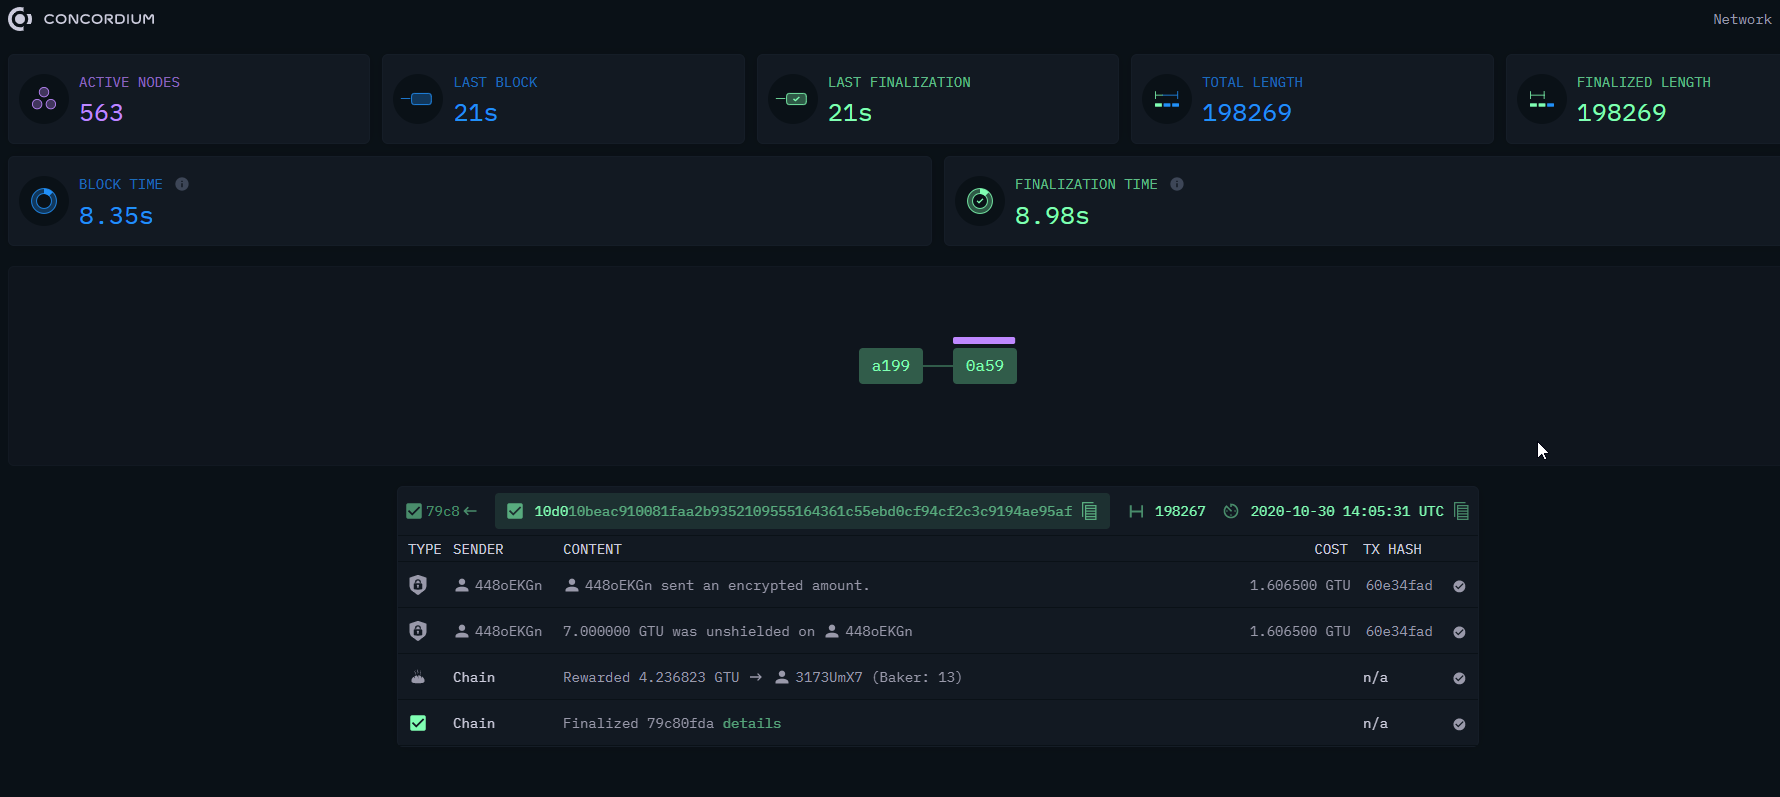 CONCORDIUM
Network
ACTIVE NODES
563
LAST BLOCK
21s
LAST FINALIZATION
21s
TOTAL LENGTH
198269
FINALIZED LENGTH
198269
BLOCK TIME
8.35s
FINALIZATION TIME
8.98s
a199
0a59
79c8 ← 10d010beac910081faa2b9352109555164361c55ebd0cf94cf2c3c9194ae95af 198267 2020-10-30 14:05:31 UTC
TYPE SENDER CONTENT COST TX HASH
448oEKGn 448oEKGn sent an encrypted amount. 1.606500 GTU 60e34fad
448oEKGn 7.000000 GTU was unshielded on 448oEKGn 1.606500 GTU 60e34fad
Chain Rewarded 4.236823 GTU → 3173UmX7 (Baker: 13) n/a
Chain Finalized 79c80fda details n/a